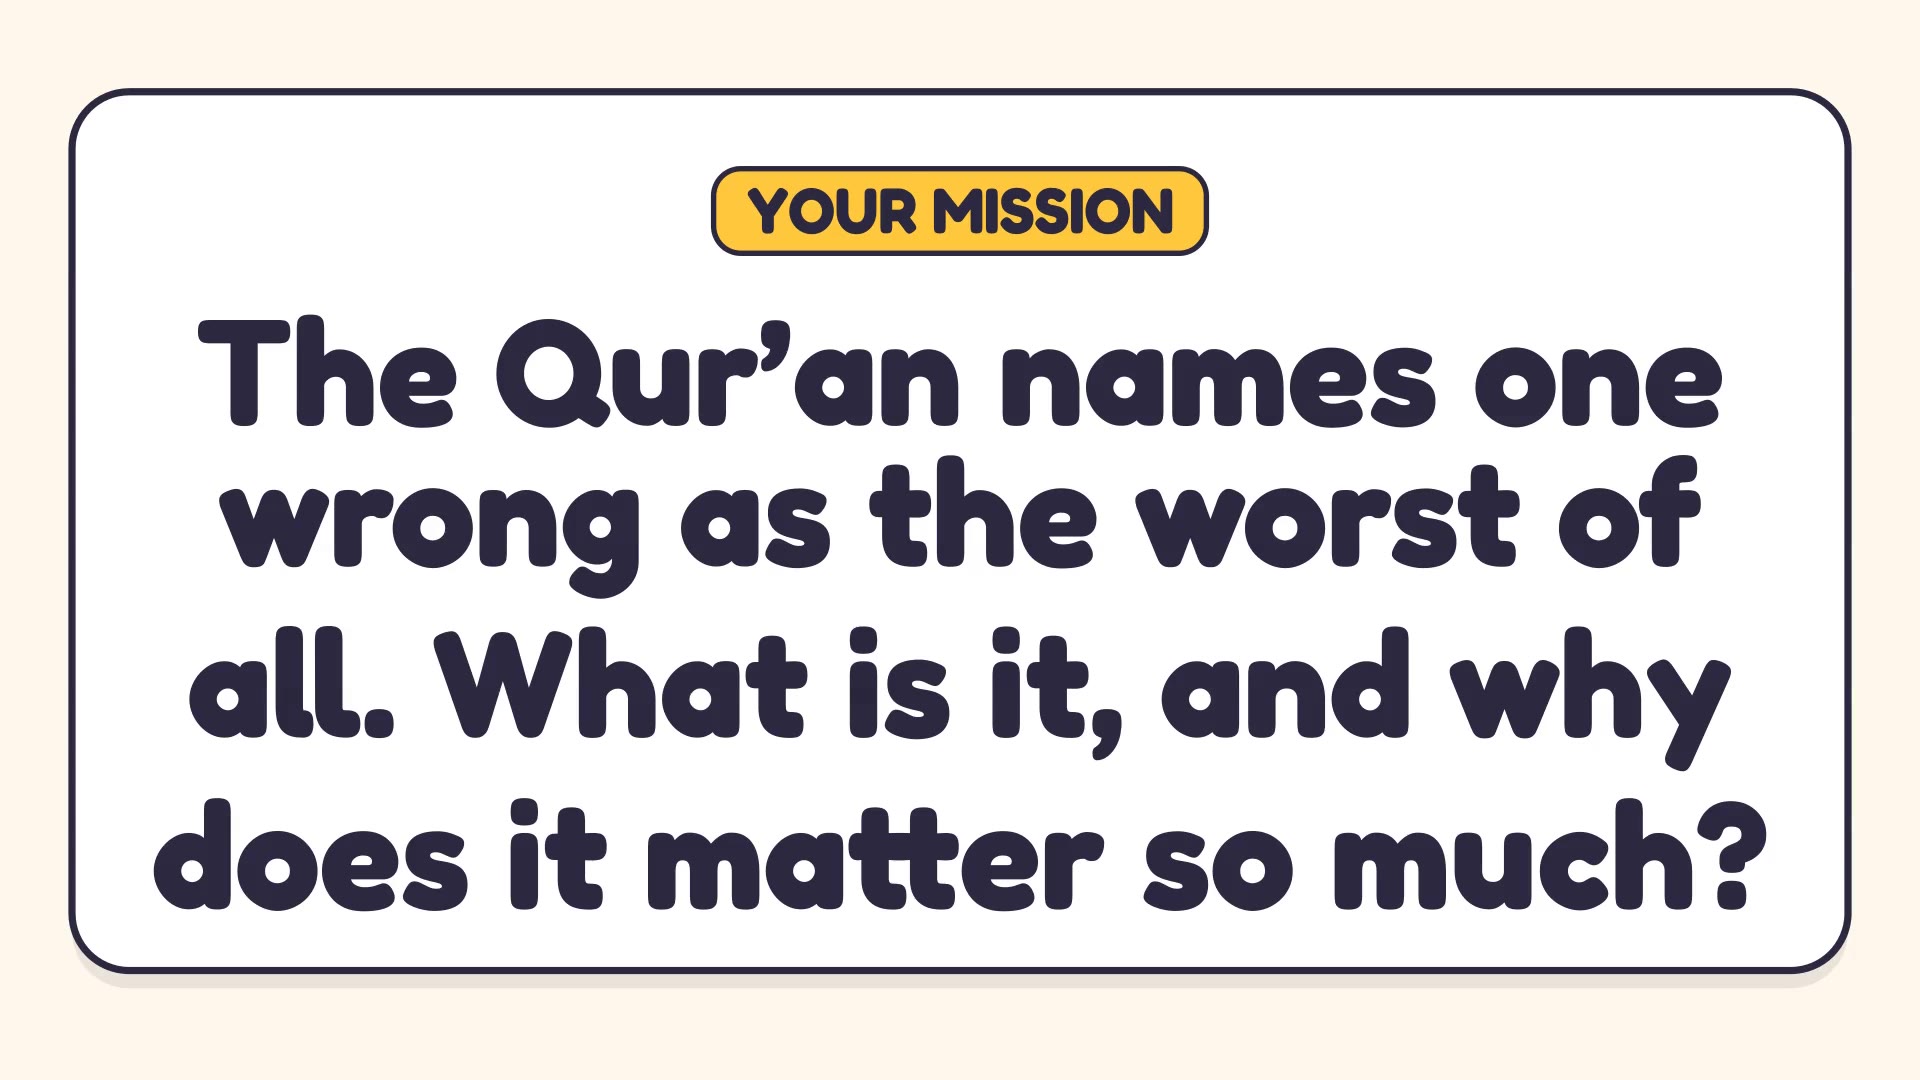 YOUR MISSION
The Qur’an names one
wrong as the worst of
all. What is it, and why
does it matter so much?